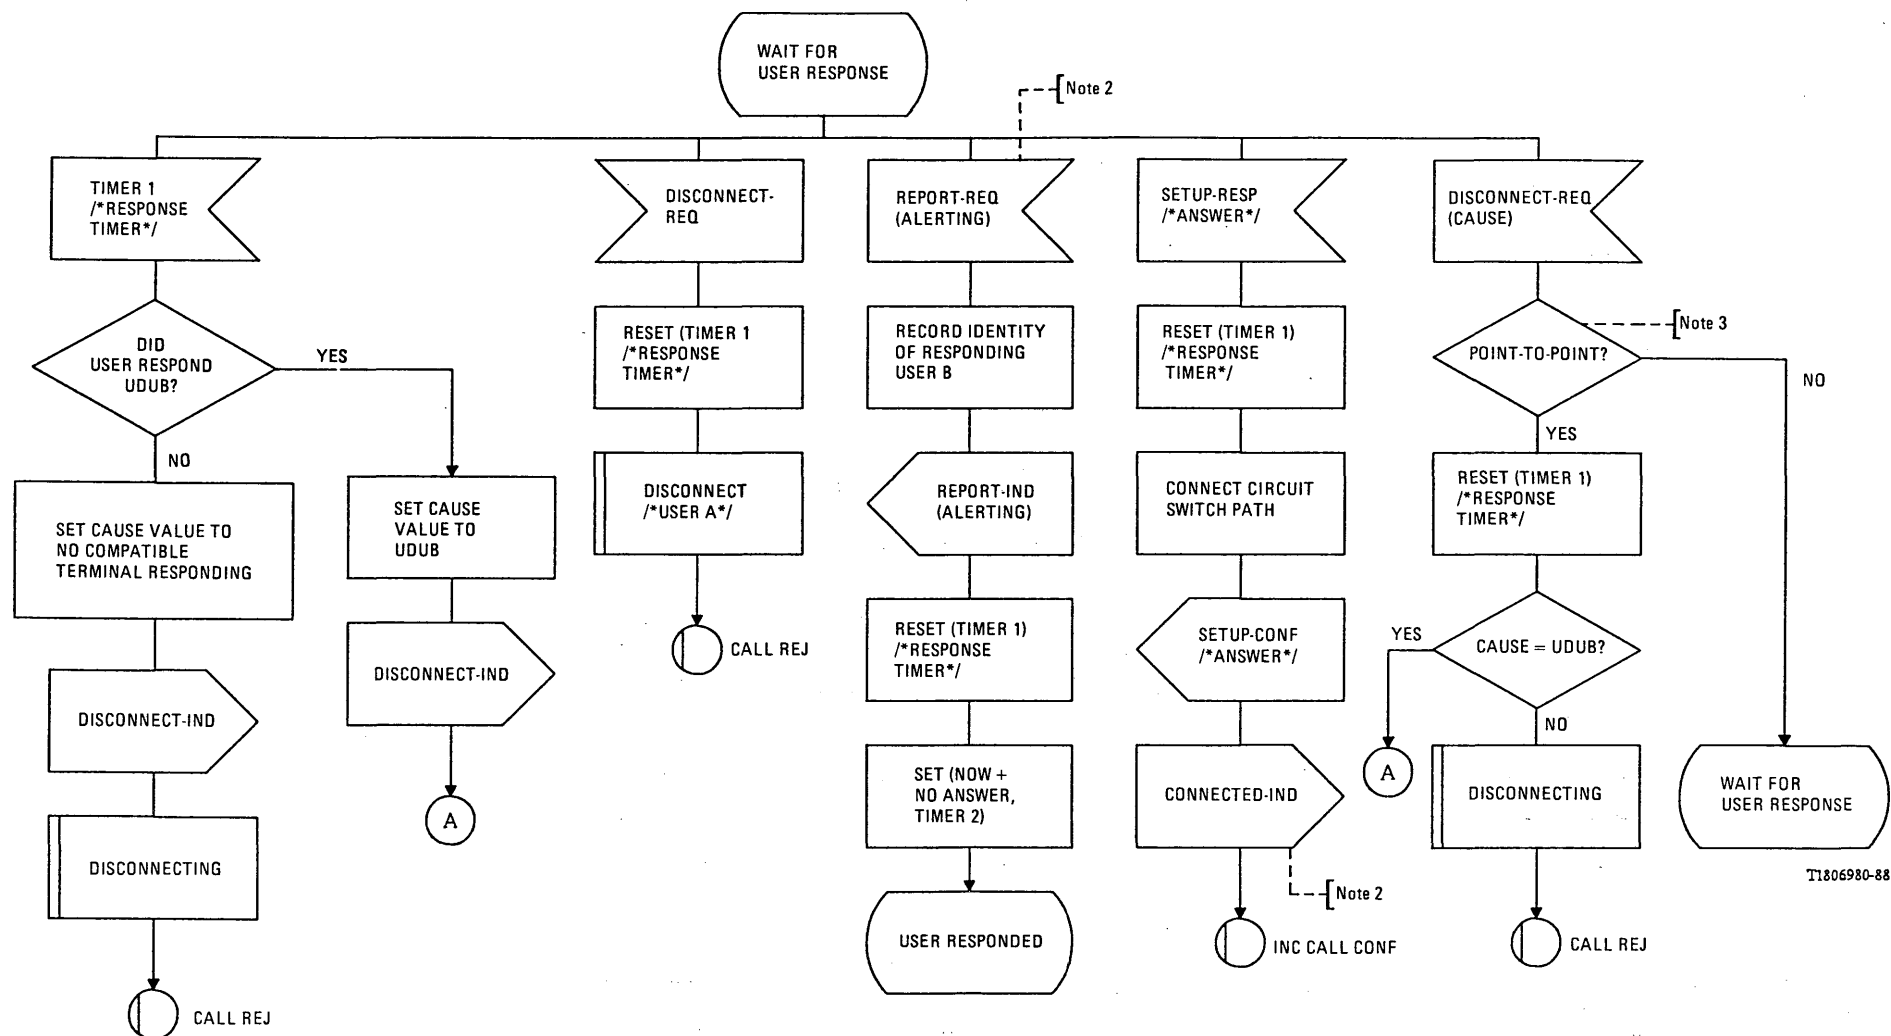 WAIT FOR
USER RESPONSE
Note 2
TIMER 1
/*RESPONSE
TIMER*/
DID
USER RESPOND
UDUB?
YES
NO
SET CAUSE VALUE TO
NO COMPATIBLE
TERMINAL RESPONDING
DISCONNECT-IND
DISCONNECTING
CALL REJ
SET CAUSE
VALUE TO
UDUB
DISCONNECT-IND
A
DISCONNECT-
REQ
RESET (TIMER 1
/*RESPONSE
TIMER*/
DISCONNECT
/*USER A*/
CALL REJ
REPORT-REQ
(ALERTING)
RECORD IDENTITY
OF RESPONDING
USER B
REPORT-IND
(ALERTING)
RESET (TIMER 1)
/*RESPONSE
TIMER*/
SET (NOW +
NO ANSWER,
TIMER 2)
USER RESPONDED
SETUP-RESP
/*ANSWER*/
RESET (TIMER 1)
/*RESPONSE
TIMER*/
CONNECT CIRCUIT
SWITCH PATH
SETUP-CONF
/*ANSWER*/
CONNECTED-IND
Note 2
INC CALL CONF
DISCONNECT-REQ
(CAUSE)
Note 3
POINT-TO-POINT?
NO
YES
RESET (TIMER 1)
/*RESPONSE
TIMER*/
YES
CAUSE = UDUB?
NO
A
DISCONNECTING
CALL REJ
WAIT FOR
USER RESPONSE
T1806980-88